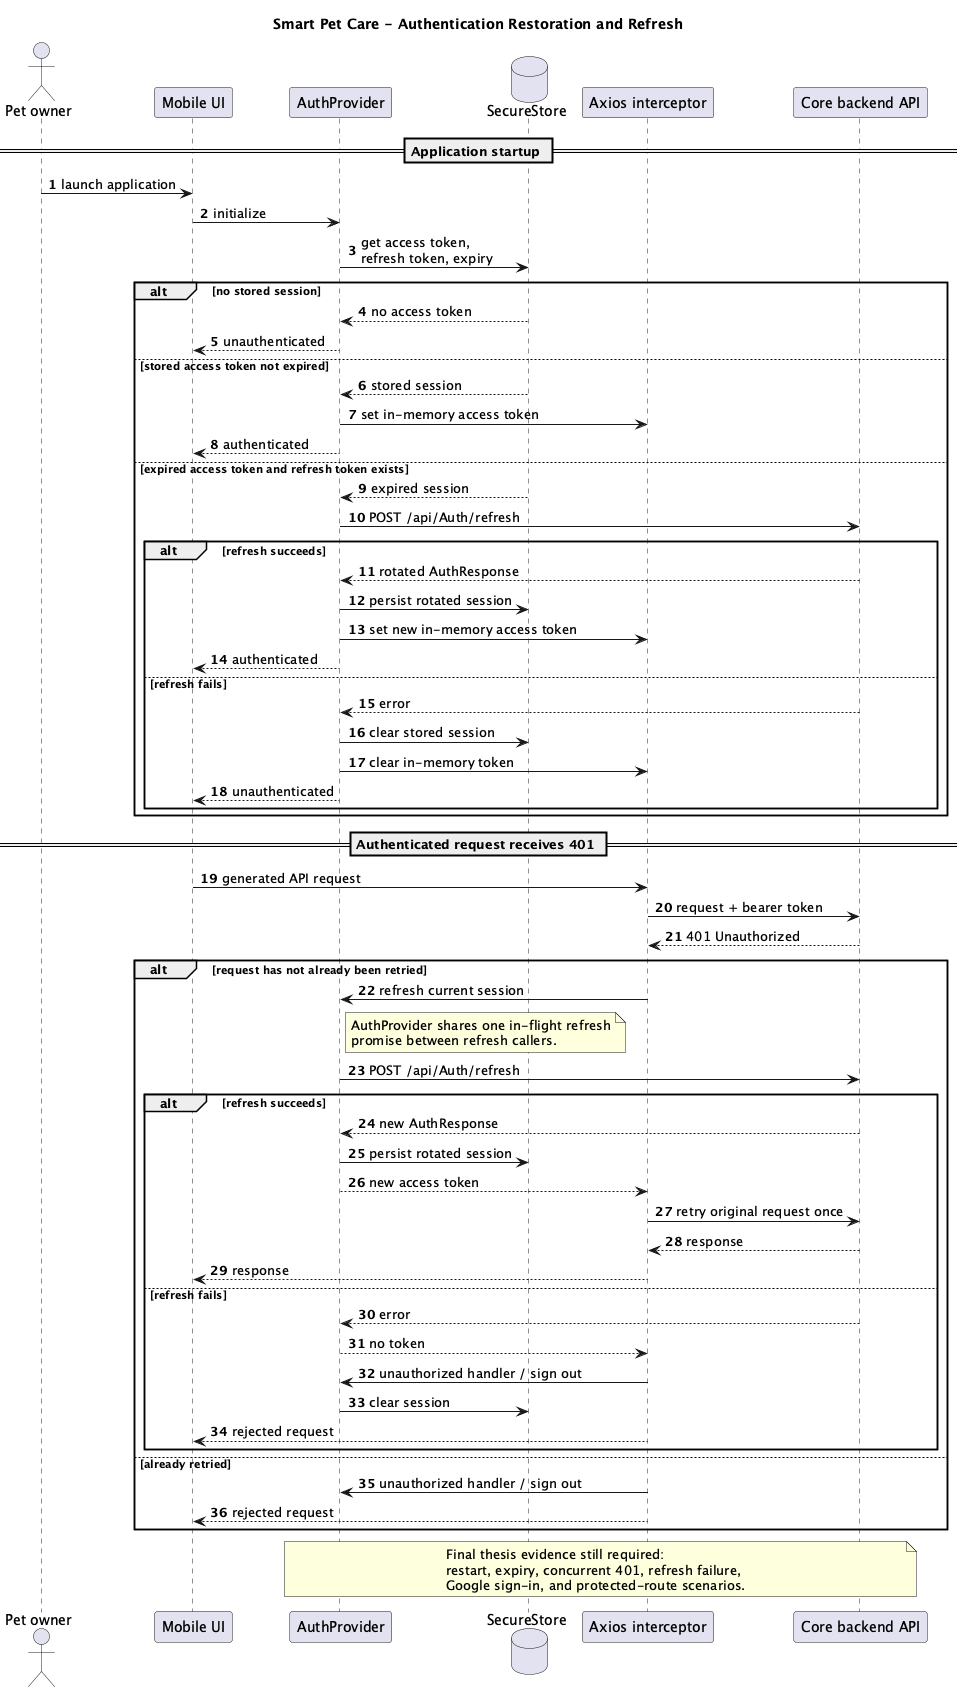 Smart Pet Care - Authentication Restoration and Refresh
Pet owner
Mobile UI
AuthProvider
SecureStore
Axios interceptor
Core backend API
Application startup
1 launch application
2 initialize
3 get access token,
refresh token, expiry
alt [no stored session]
4 no access token
5 unauthenticated
[stored access token not expired]
6 stored session
7 set in-memory access token
8 authenticated
[expired access token and refresh token exists]
9 expired session
10 POST /api/Auth/refresh
alt [refresh succeeds]
11 rotated AuthResponse
12 persist rotated session
13 set new in-memory access token
14 authenticated
[refresh fails]
15 error
16 clear stored session
17 clear in-memory token
18 unauthenticated
Authenticated request receives 401
19 generated API request
20 request + bearer token
21 401 Unauthorized
alt [request has not already been retried]
22 refresh current session
AuthProvider shares one in-flight refresh
promise between refresh callers.
23 POST /api/Auth/refresh
alt [refresh succeeds]
24 new AuthResponse
25 persist rotated session
26 new access token
27 retry original request once
28 response
29 response
[refresh fails]
30 error
31 no token
32 unauthorized handler / sign out
33 clear session
34 rejected request
[already retried]
35 unauthorized handler / sign out
36 rejected request
Final thesis evidence still required:
restart, expiry, concurrent 401, refresh failure,
Google sign-in, and protected-route scenarios.
Pet owner
Mobile UI
AuthProvider
SecureStore
Axios interceptor
Core backend API